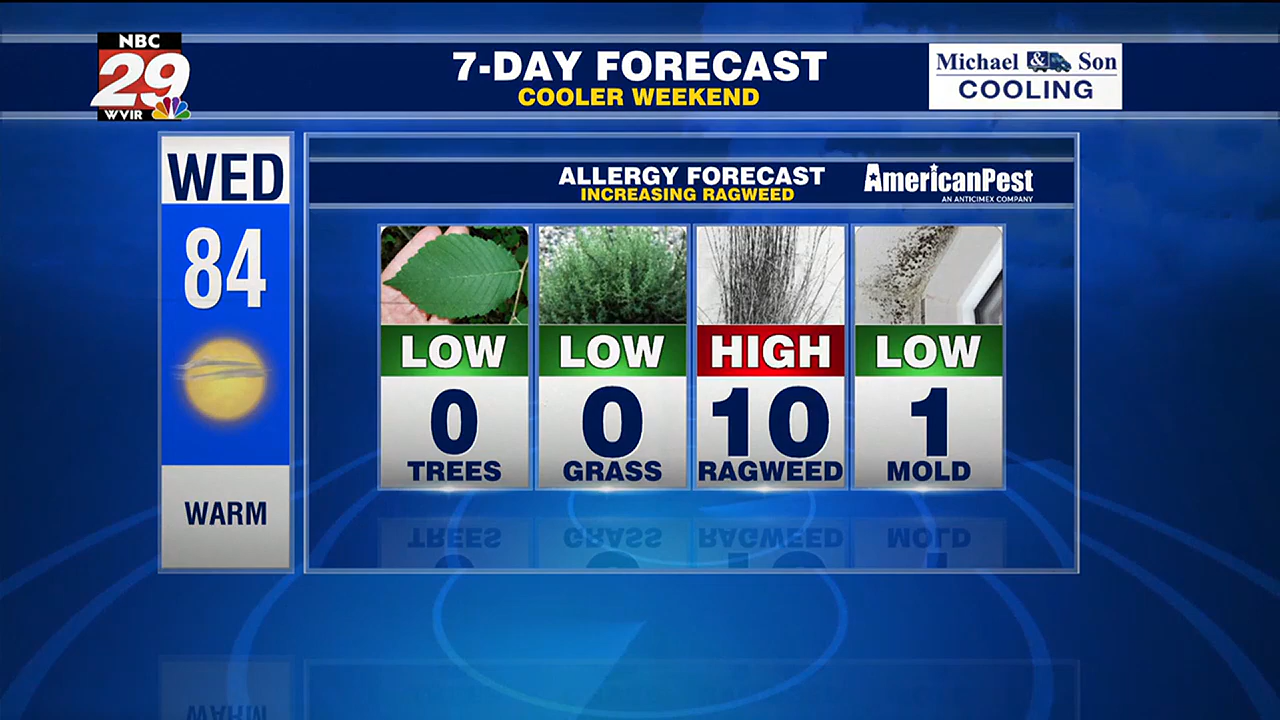 NBC
29
WVIR
7-DAY FORECAST
COOLER WEEKEND
Michael & Son
COOLING
WED
84
WARM
ALLERGY FORECAST
INCREASING RAGWEED
AmericanPest
AN ANTICIMEX COMPANY
LOW
0
TREES
LOW
0
GRASS
HIGH
10
RAGWEED
LOW
1
MOLD